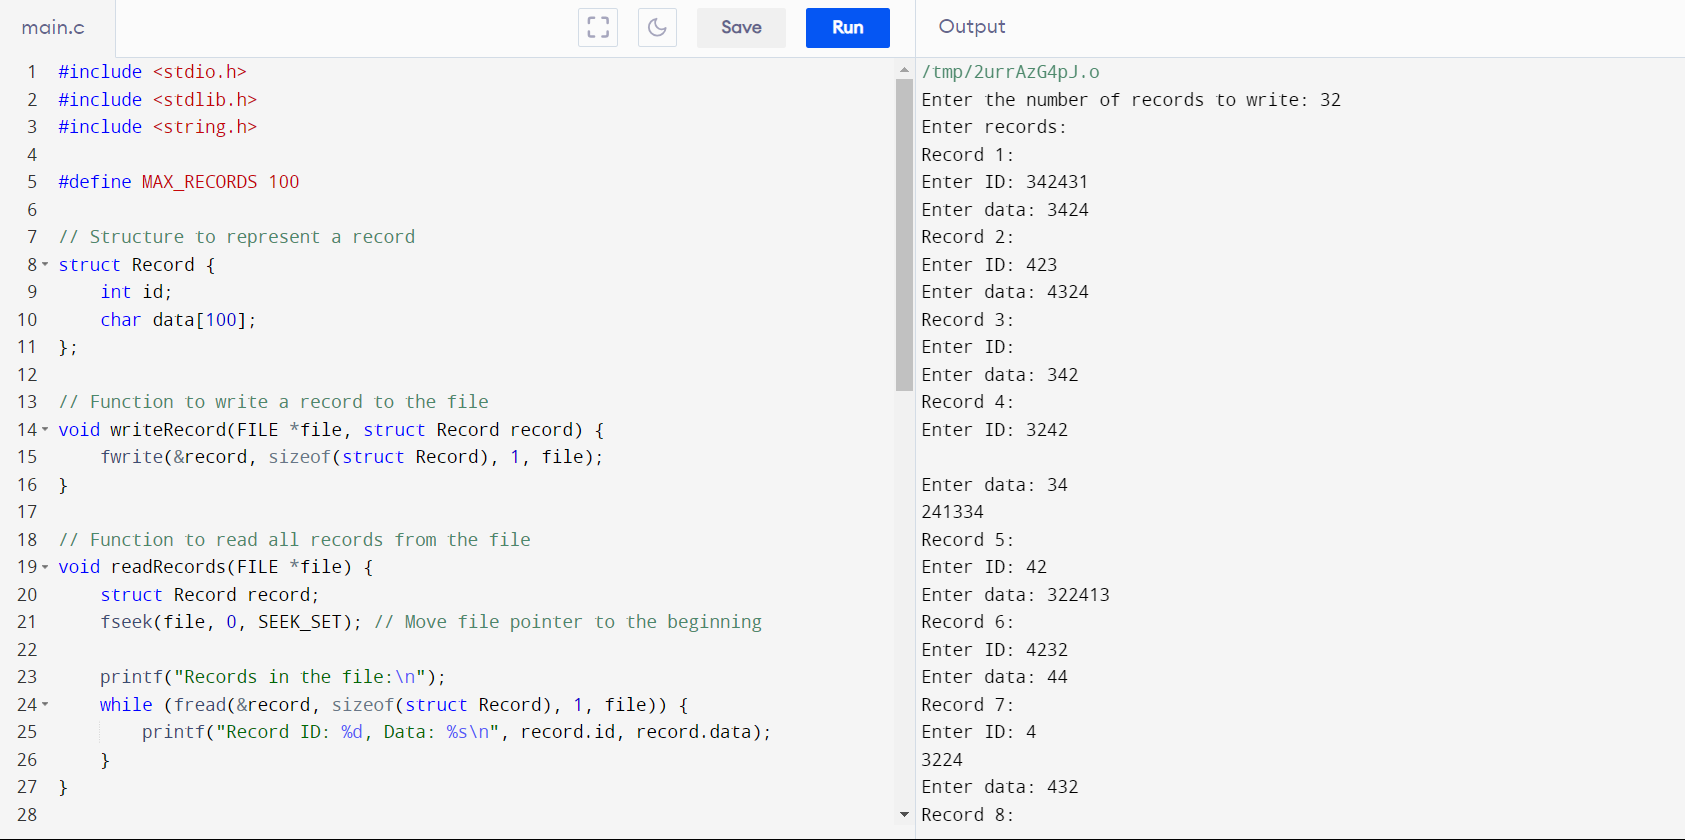 main.c
Save
Run
Output
1 #include <stdio.h>
2 #include <stdlib.h>
3 #include <string.h>
4
5 #define MAX_RECORDS 100
6
7 // Structure to represent a record
8 struct Record {
9     int id;
10     char data[100];
11 };
12
13 // Function to write a record to the file
14 void writeRecord(FILE *file, struct Record record) {
15     fwrite(&record, sizeof(struct Record), 1, file);
16 }
17
18 // Function to read all records from the file
19 void readRecords(FILE *file) {
20     struct Record record;
21     fseek(file, 0, SEEK_SET); // Move file pointer to the beginning
22
23     printf("Records in the file:\n");
24     while (fread(&record, sizeof(struct Record), 1, file)) {
25         printf("Record ID: %d, Data: %s\n", record.id, record.data);
26     }
27 }
28
/tmp/2urrAzG4pJ.o
Enter the number of records to write: 32
Enter records:
Record 1:
Enter ID: 342431
Enter data: 3424
Record 2:
Enter ID: 423
Enter data: 4324
Record 3:
Enter ID:
Enter data: 342
Record 4:
Enter ID: 3242
Enter data: 34
241334
Record 5:
Enter ID: 42
Enter data: 322413
Record 6:
Enter ID: 4232
Enter data: 44
Record 7:
Enter ID: 4
3224
Enter data: 432
Record 8: